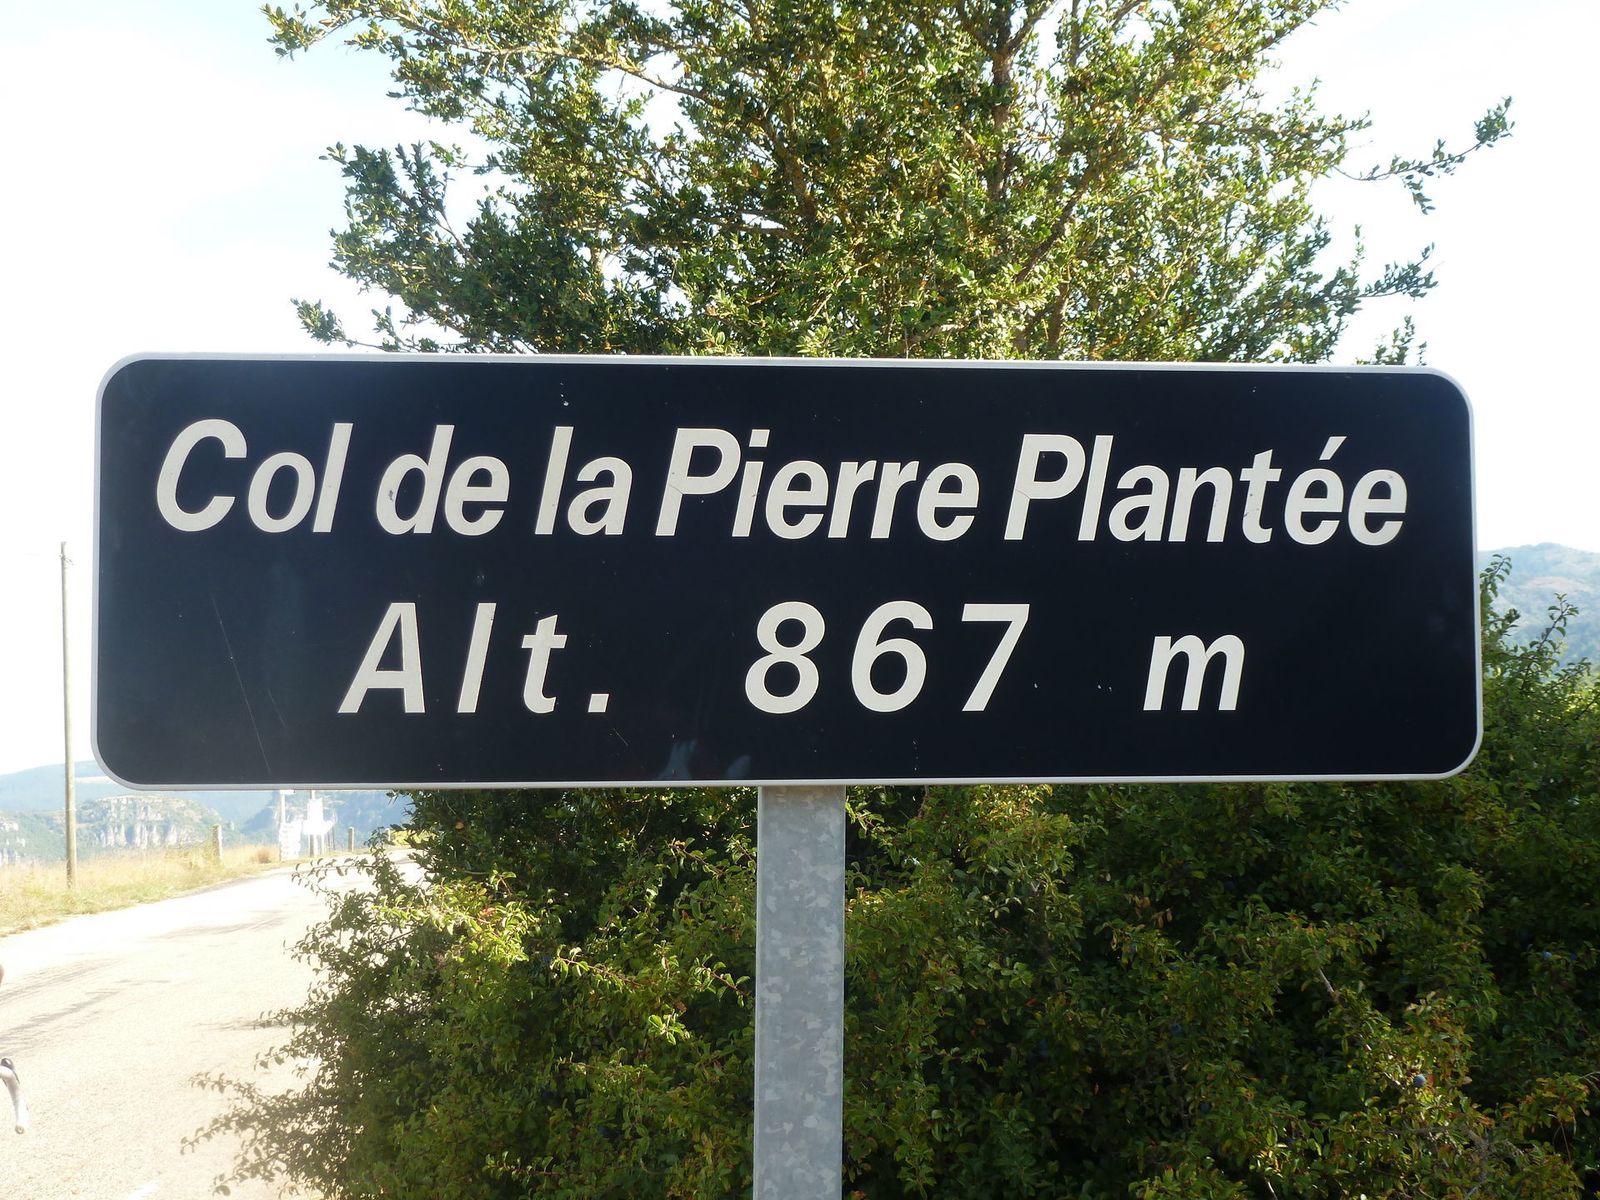 Col de la Pierre Plantée
Alt. 867 m